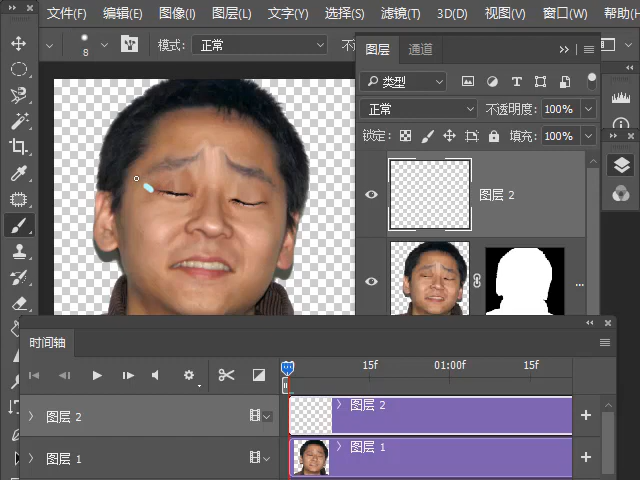 文件(F) 编辑(E) 图像(I) 图层(L) 文字(Y) 选择(S) 滤镜(T) 3D(D) 视图(V) 窗口(W) 帮助(H
8 模式: 正常
图层 通道
类型
正常 不透明度: 100%
锁定: 填充: 100%
图层 2
...
时间轴
15f 01:00f 15f
图层 2 图层 2
图层 1 图层 1